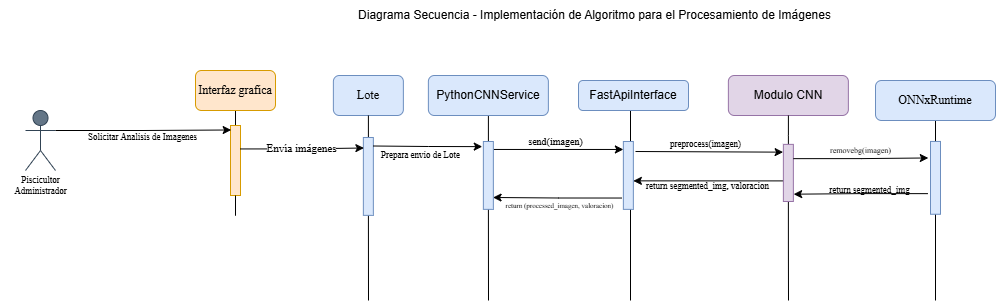 Diagrama Secuencia - Implementación de Algoritmo para el Procesamiento de Imágenes
Interfaz grafica
Lote
PythonCNNService
FastApiInterface
Modulo CNN
ONNxRuntime
Solicitar Analisis de Imagenes
Envia imágenes
Prepara envio de Lote
send(imagen)
preprocess(imagen)
removebg(imagen)
return segmented_img, valoracion
return segmented_img
return (processed_imagen, valoracion)
Piscicultor
Administrador